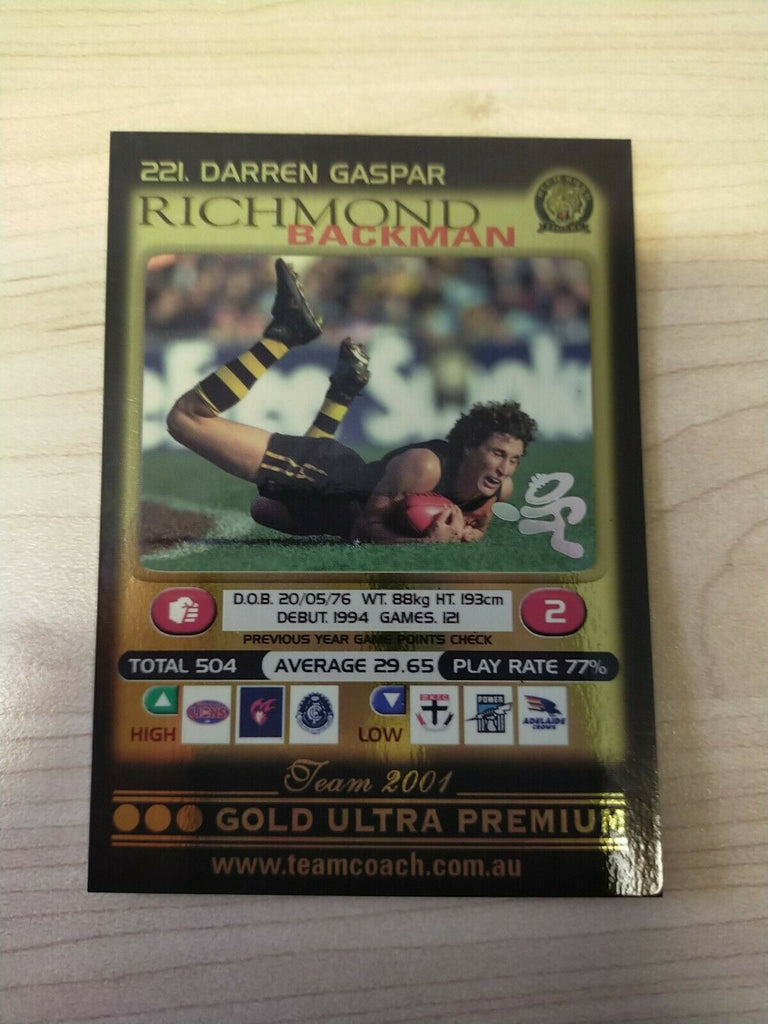 221. DARREN GASPAR
RICHMOND
BACKMAN
D.O.B. 20/05/76 WT. 88kg HT. 193cm
DEBUT. 1994 GAMES. 121
2
PREVIOUS YEAR GAME POINTS CHECK
TOTAL 504 AVERAGE 29.65 PLAY RATE 77%
HIGH LIONS LOW POWER ADELAIDE
CROWS
Team 2001
GOLD ULTRA PREMIUM
www.teamcoach.com.au